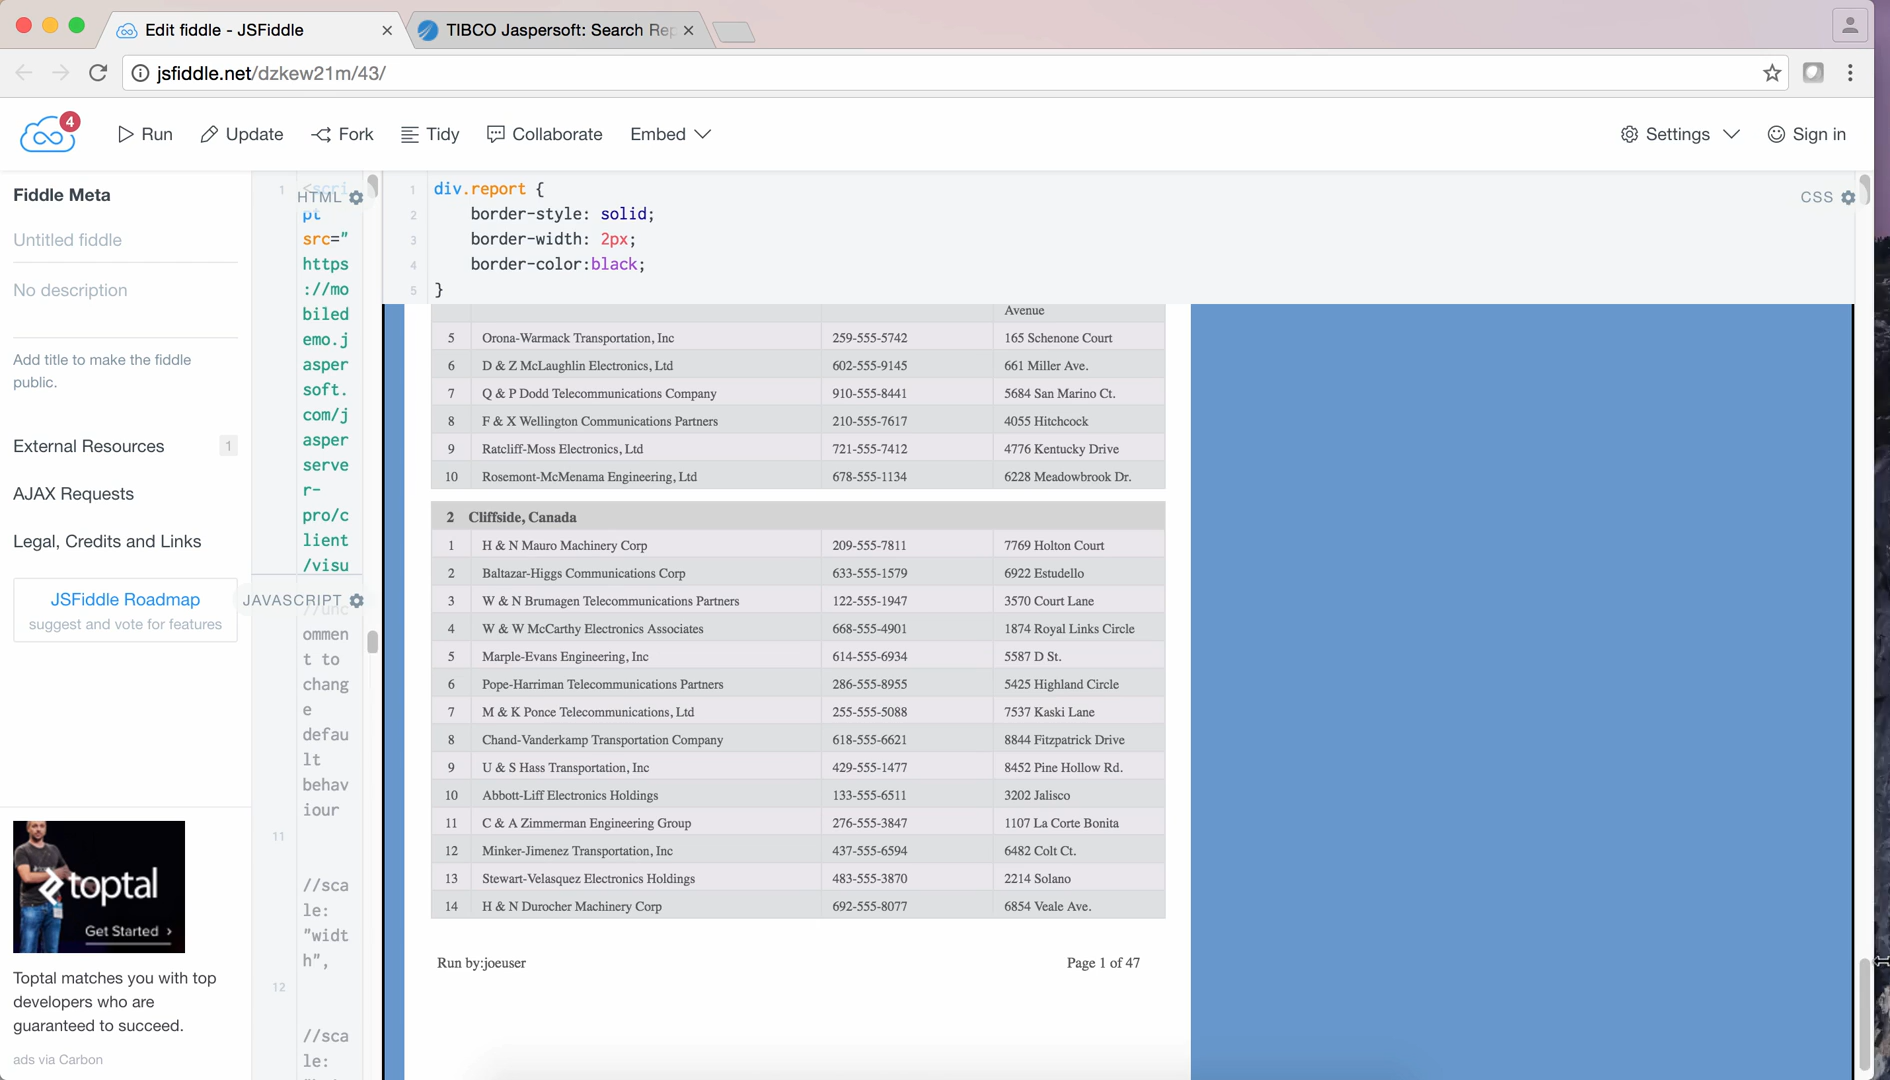 Edit fiddle - JSFiddle
TIBCO Jaspersoft: Search Rep
jsfiddle.net/dzkew21m/43/
4
Run
Update
Fork
Tidy
Collaborate
Embed
Settings
Sign in
Fiddle Meta
Untitled fiddle
No description
Add title to make the fiddle
public.
External Resources 1
AJAX Requests
Legal, Credits and Links
JSFiddle Roadmap
suggest and vote for features
toptal
Get Started ›
Toptal matches you with top
developers who are
guaranteed to succeed.
ads via Carbon
HTML
1 <scri
pt
src="
https
://mo
biled
emo.j
asper
soft.
com/j
asper
serve
r-
pro/c
lient
/visu
JAVASCRIPT
//unc
ommen
t to
chang
e
defau
lt
behav
iour
11
//sca
le:
"widt
h",
12
//sca
le:
CSS
1 div.report {
2 border-style: solid;
3 border-width: 2px;
4 border-color:black;
5 }
Avenue
5 Orona-Warmack Transportation, Inc 259-555-5742 165 Schenone Court
6 D & Z McLaughlin Electronics, Ltd 602-555-9145 661 Miller Ave.
7 Q & P Dodd Telecommunications Company 910-555-8441 5684 San Marino Ct.
8 F & X Wellington Communications Partners 210-555-7617 4055 Hitchcock
9 Ratcliff-Moss Electronics, Ltd 721-555-7412 4776 Kentucky Drive
10 Rosemont-McMenama Engineering, Ltd 678-555-1134 6228 Meadowbrook Dr.
2 Cliffside, Canada
1 H & N Mauro Machinery Corp 209-555-7811 7769 Holton Court
2 Baltazar-Higgs Communications Corp 633-555-1579 6922 Estudello
3 W & N Brumagen Telecommunications Partners 122-555-1947 3570 Court Lane
4 W & W McCarthy Electronics Associates 668-555-4901 1874 Royal Links Circle
5 Marple-Evans Engineering, Inc 614-555-6934 5587 D St.
6 Pope-Harriman Telecommunications Partners 286-555-8955 5425 Highland Circle
7 M & K Ponce Telecommunications, Ltd 255-555-5088 7537 Kaski Lane
8 Chand-Vanderkamp Transportation Company 618-555-6621 8844 Fitzpatrick Drive
9 U & S Hass Transportation, Inc 429-555-1477 8452 Pine Hollow Rd.
10 Abbott-Liff Electronics Holdings 133-555-6511 3202 Jalisco
11 C & A Zimmerman Engineering Group 276-555-3847 1107 La Corte Bonita
12 Minker-Jimenez Transportation, Inc 437-555-6594 6482 Colt Ct.
13 Stewart-Velasquez Electronics Holdings 483-555-3870 2214 Solano
14 H & N Durocher Machinery Corp 692-555-8077 6854 Veale Ave.
Run by:joeuser Page 1 of 47